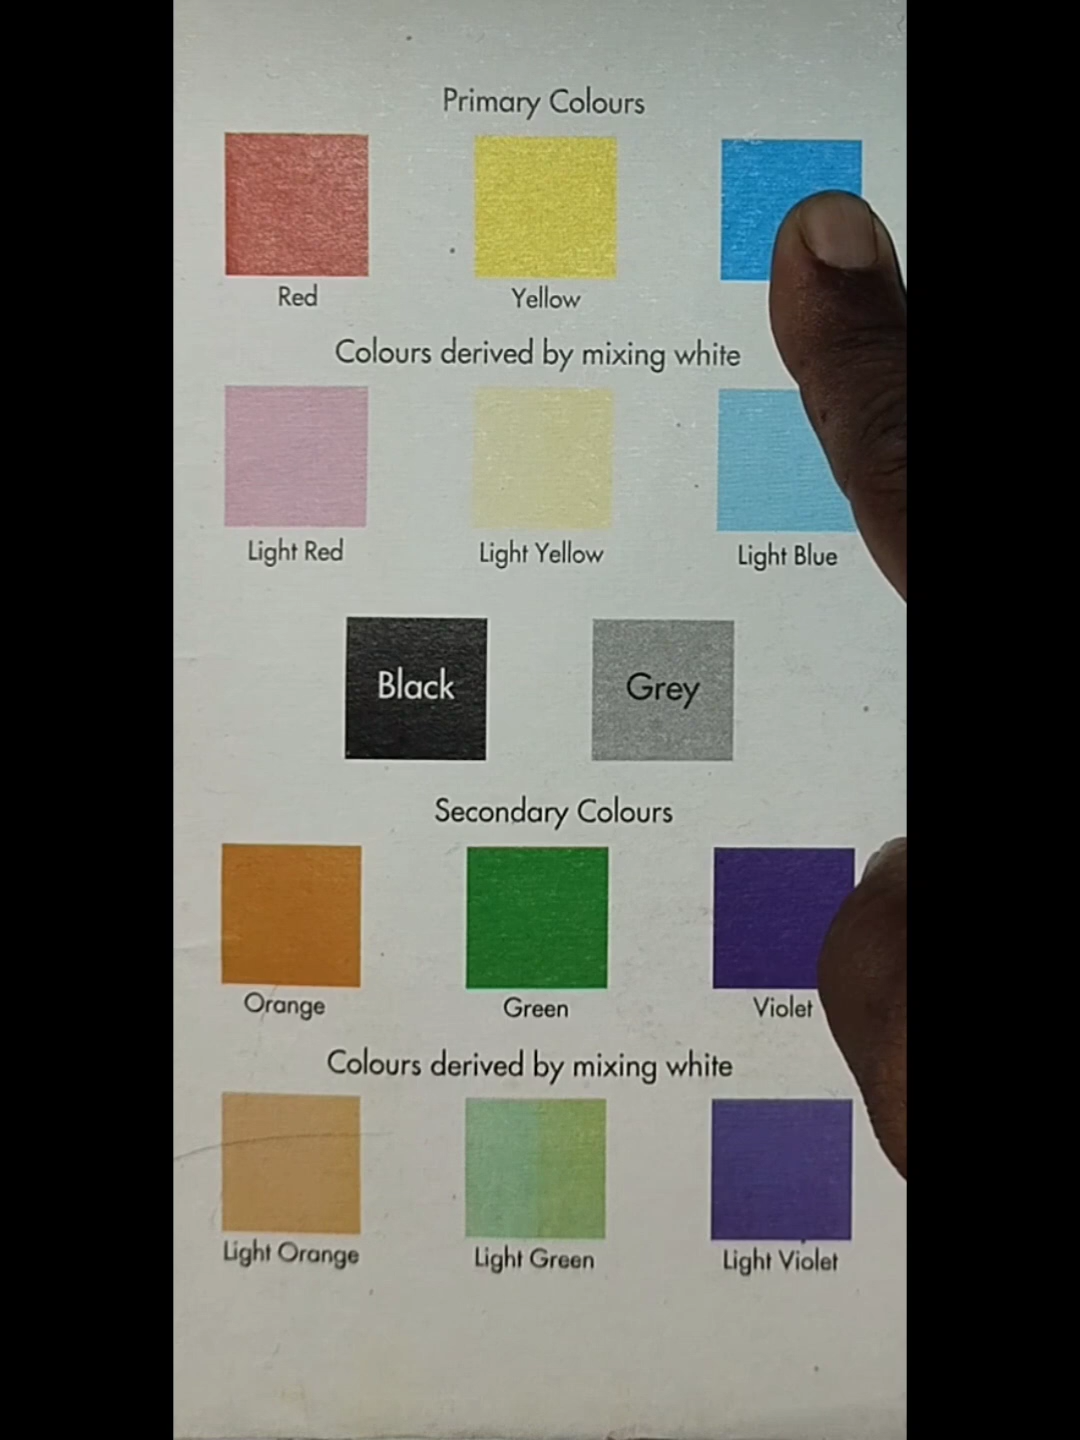 Primary Colours
Red Yellow
Colours derived by mixing white
Light Red Light Yellow Light Blue
Black Grey
Secondary Colours
Orange Green Violet
Colours derived by mixing white
Light Orange Light Green Light Violet